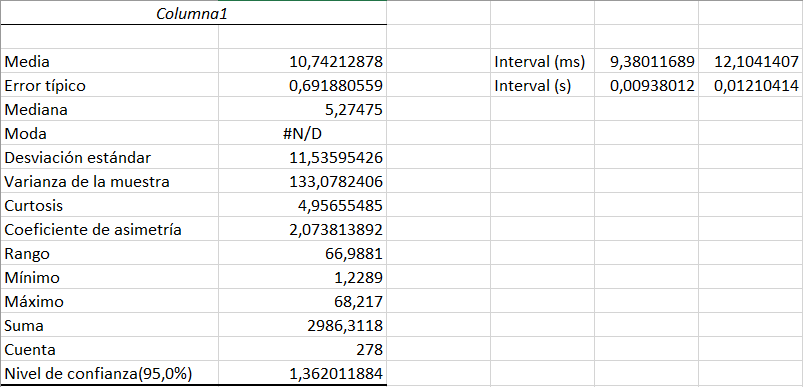 Columna1
Media 10,74212878 Interval (ms) 9,38011689 12,1041407
Error típico 0,691880559 Interval (s) 0,00938012 0,01210414
Mediana 5,27475
Moda #N/D
Desviación estándar 11,53595426
Varianza de la muestra 133,0782406
Curtosis 4,95655485
Coeficiente de asimetría 2,073813892
Rango 66,9881
Mínimo 1,2289
Máximo 68,217
Suma 2986,3118
Cuenta 278
Nivel de confianza(95,0%) 1,362011884